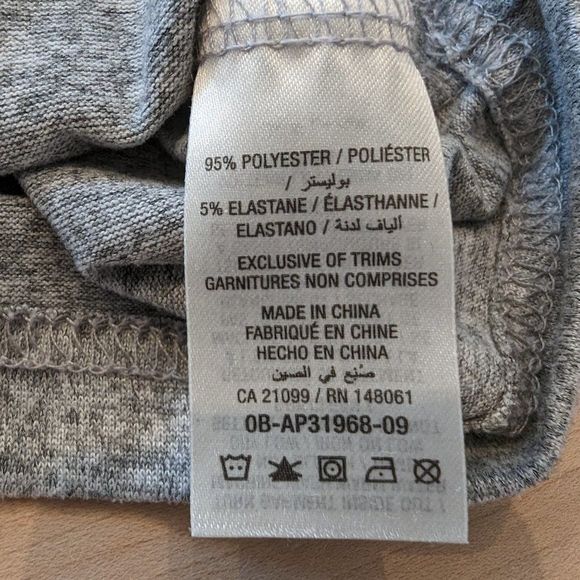 95% POLYESTER / POLIÉSTER
/ بوليستر
5% ELASTANE / ÉLASTHANNE /
ELASTANO / ألياف لدنة
EXCLUSIVE OF TRIMS
GARNITURES NON COMPRISES
MADE IN CHINA
FABRIQUÉ EN CHINE
HECHO EN CHINA
صُنِع في الصين
CA 21099 / RN 148061
0B-AP31968-09